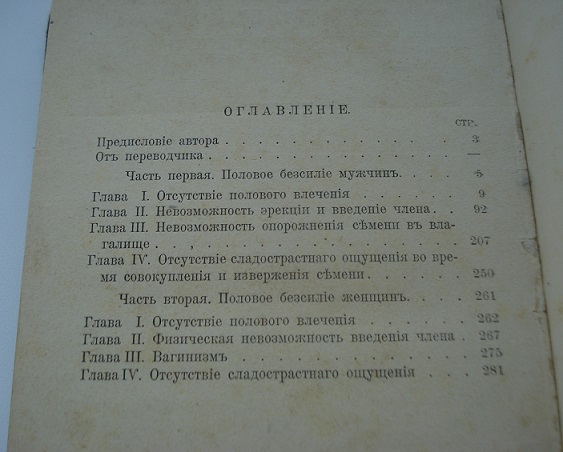 ОГЛАВЛЕНІЕ.
СТР.
Предисловіе автора . . . . . . . . . . . . . 3
Отъ переводчика . . . . . . . . . . . . . . —
Часть первая. Половое безсиліе мужчин. . . . 5
Глава I. Отсутствіе полового влеченія . . . . . . 9
Глава II. Невозможность эрекціи и введеніе члена . . 92
Глава III. Невозможность опорожненія сѣмени въ вла-
галище . . . . . . . . . . . . . . . . . 207
Глава IV. Отсутствіе сладострастнаго ощущенія во вре-
мя совокупленія и изверженія сѣмени . . . . . 250
Часть вторая. Половое безсиліе женщин. . . . 261
Глава I. Отсутствіе полового влеченія . . . . . . 262
Глава II. Физическая невозможность введенія члена . 267
Глава III. Вагинизмъ . . . . . . . . . . . . 275
Глава IV. Отсутствіе сладострастнаго ощущенія . . . 281